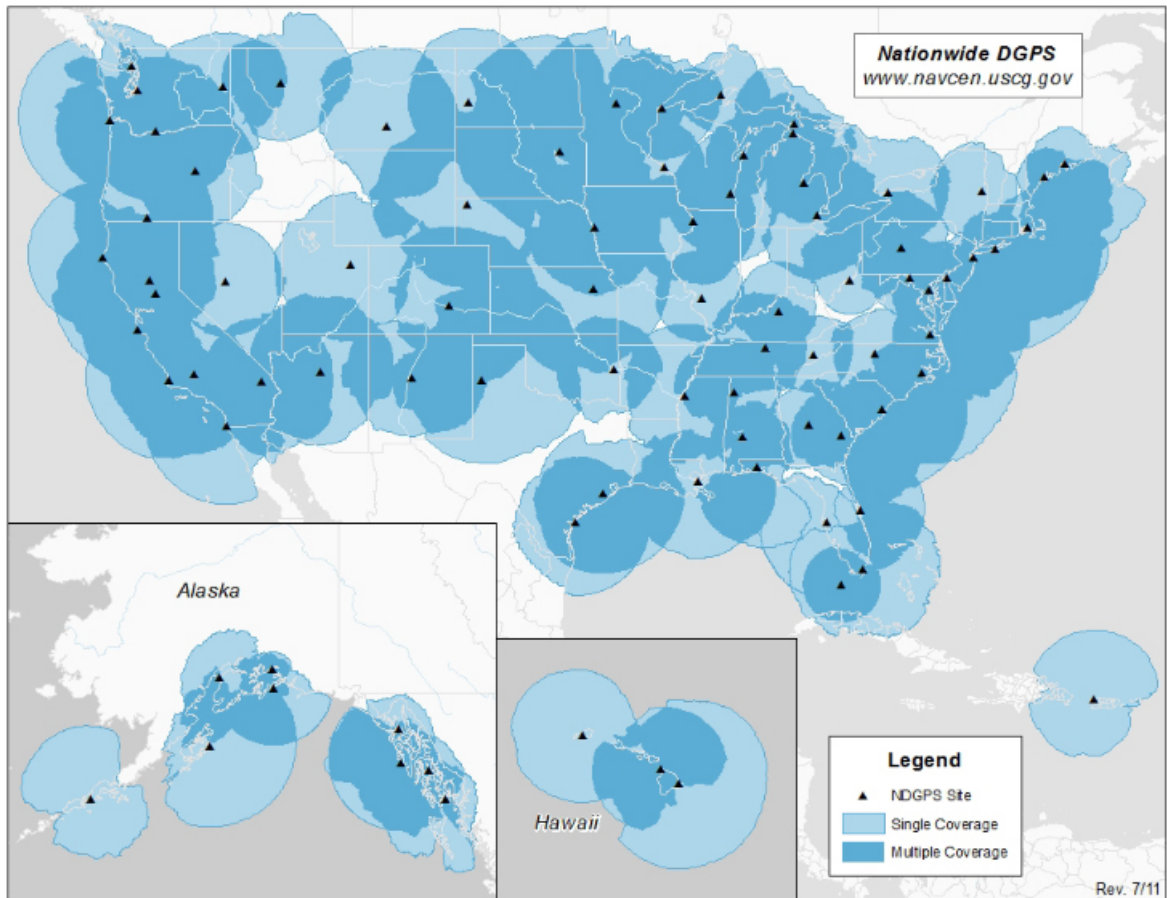 Nationwide DGPS
www.navcen.uscg.gov
Alaska
Hawaii
Legend
NDGPS Site
Single Coverage
Multiple Coverage
Rev. 7/11